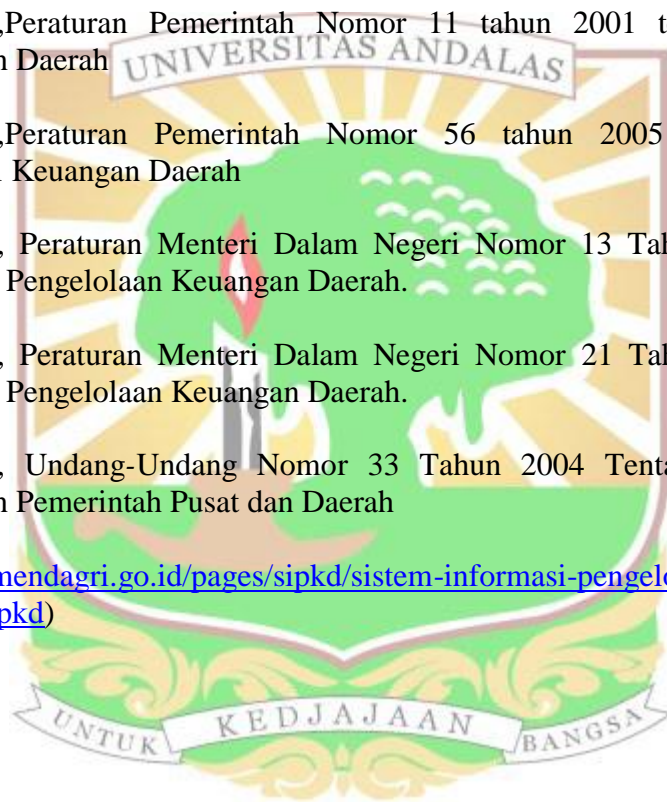 ,Peraturan Pemerintah Nomor 11 tahun 2001 t
n Daerah
UNIVERSITAS ANDALAS
,Peraturan Pemerintah Nomor 56 tahun 2005
Keuangan Daerah
, Peraturan Menteri Dalam Negeri Nomor 13 Tah
Pengelolaan Keuangan Daerah.
, Peraturan Menteri Dalam Negeri Nomor 21 Tah
Pengelolaan Keuangan Daerah.
, Undang-Undang Nomor 33 Tahun 2004 Tenta
n Pemerintah Pusat dan Daerah
mendagri.go.id/pages/sipkd/sistem-informasi-pengelo
pkd)
UNTUK KEDJAJAAN BANGSA